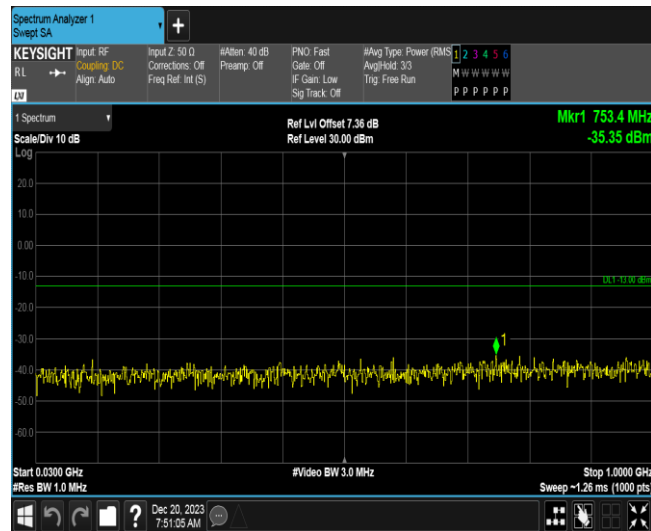 Spectrum Analyzer 1
Swept SA
KEYSIGHT
RL
LXI
Input: RF
Coupling: DC
Align: Auto
Input Z: 50 Ω
Corrections: Off
Freq Ref: Int (S)
#Atten: 40 dB
Preamp: Off
PNO: Fast
Gate: Off
IF Gain: Low
Sig Track: Off
#Avg Type: Power (RMS
Avg|Hold: 3/3
Trig: Free Run
1 2 3 4 5 6
M W W W W W
P P P P P P
1 Spectrum
Scale/Div 10 dB
Log
Ref Lvl Offset 7.36 dB
Ref Level 30.00 dBm
Mkr1 753.4 MHz
-35.35 dBm
20.0
10.0
0.00
-10.0
DL1 -13.00 dBm
-20.0
-30.0
1
-40.0
-50.0
-60.0
Start 0.0300 GHz
#Res BW 1.0 MHz
#Video BW 3.0 MHz
Stop 1.0000 GHz
Sweep ~1.26 ms (1000 pts
?
Dec 20, 2023
7:51:05 AM